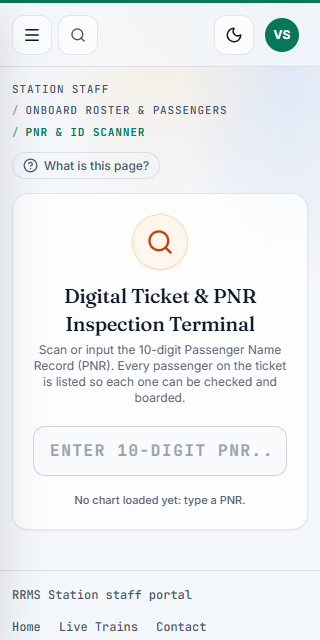 VS
STATION STAFF
/ ONBOARD ROSTER & PASSENGERS
/ PNR & ID SCANNER
What is this page?
Digital Ticket & PNR
Inspection Terminal
Scan or input the 10-digit Passenger Name
Record (PNR). Every passenger on the ticket
is listed so each one can be checked and
boarded.
ENTER 10-DIGIT PNR..
No chart loaded yet: type a PNR.
RRMS Station staff portal
Home Live Trains Contact